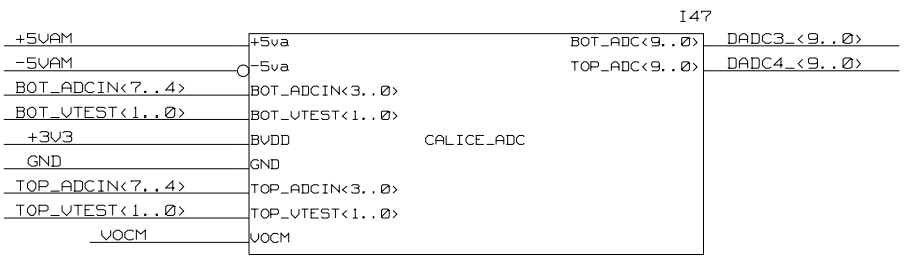 I47
+5VAM +5va BOT_ADC<9..0> DADC3_<9..0>
-5VAM -5va TOP_ADC<9..0> DADC4_<9..0>
BOT_ADCIN<7..4> BOT_ADCIN<3..0>
BOT_VTEST<1..0> BOT_VTEST<1..0>
+3V3 BVDD CALICE_ADC
GND GND
TOP_ADCIN<7..4> TOP_ADCIN<3..0>
TOP_VTEST<1..0> TOP_VTEST<1..0>
VOCM VOCM